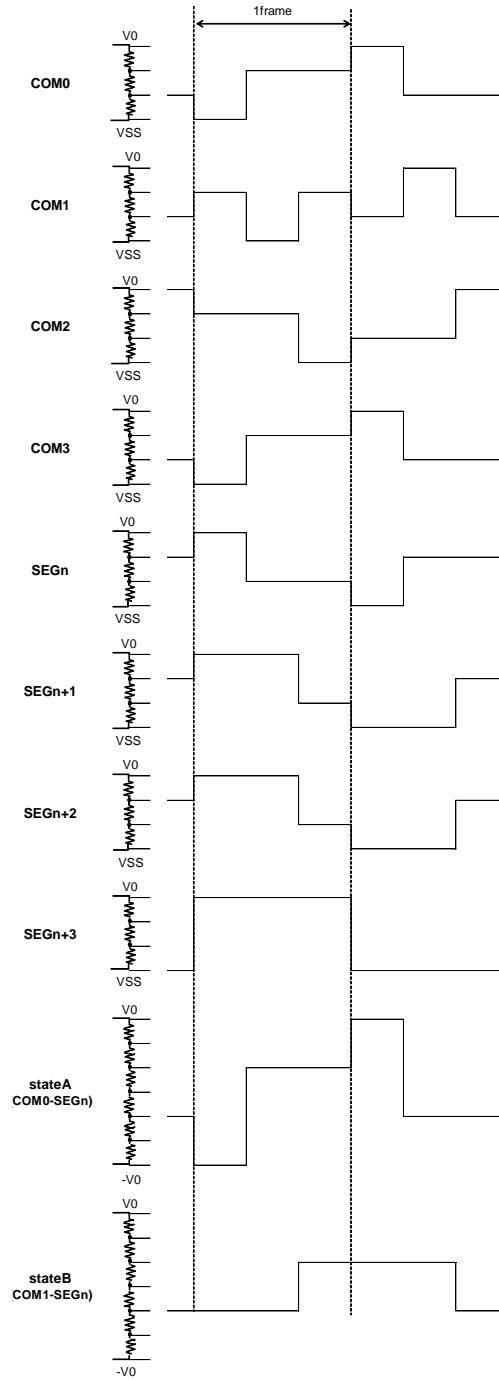 1frame
V0
COM0
VSS
V0
COM1
VSS
V0
COM2
VSS
V0
COM3
VSS
V0
SEGn
VSS
V0
SEGn+1
VSS
V0
SEGn+2
VSS
V0
SEGn+3
VSS
V0
stateA
(COM0-SEGn)
-V0
V0
stateB
(COM1-SEGn)
-V0